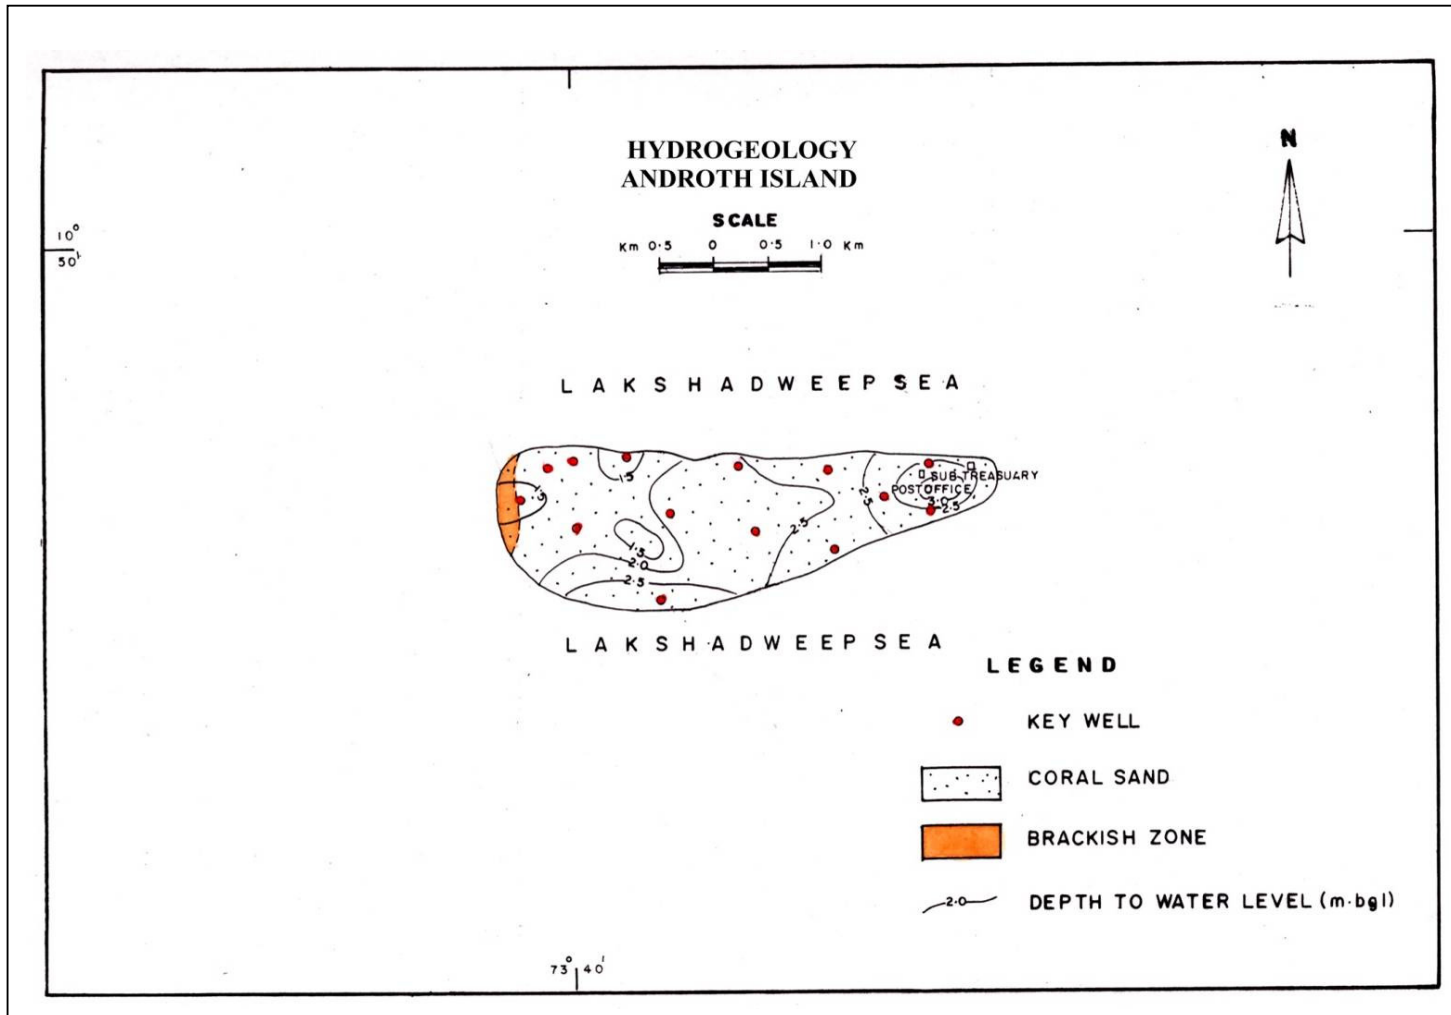 HYDROGEOLOGY
ANDROTH ISLAND
N
SCALE
Km 0·5 0 0·5 1·0 Km
10°
50'
LAKSHADWEEP SEA
1·5
1·5
SUB TREASURY
POST OFFICE
2·5
3·0
2·5
2·5
1·5
2·0
2·5
LAKSHADWEEP SEA
LEGEND
KEY WELL
CORAL SAND
BRACKISH ZONE
2·0 DEPTH TO WATER LEVEL (m·bgl)
73° 40'